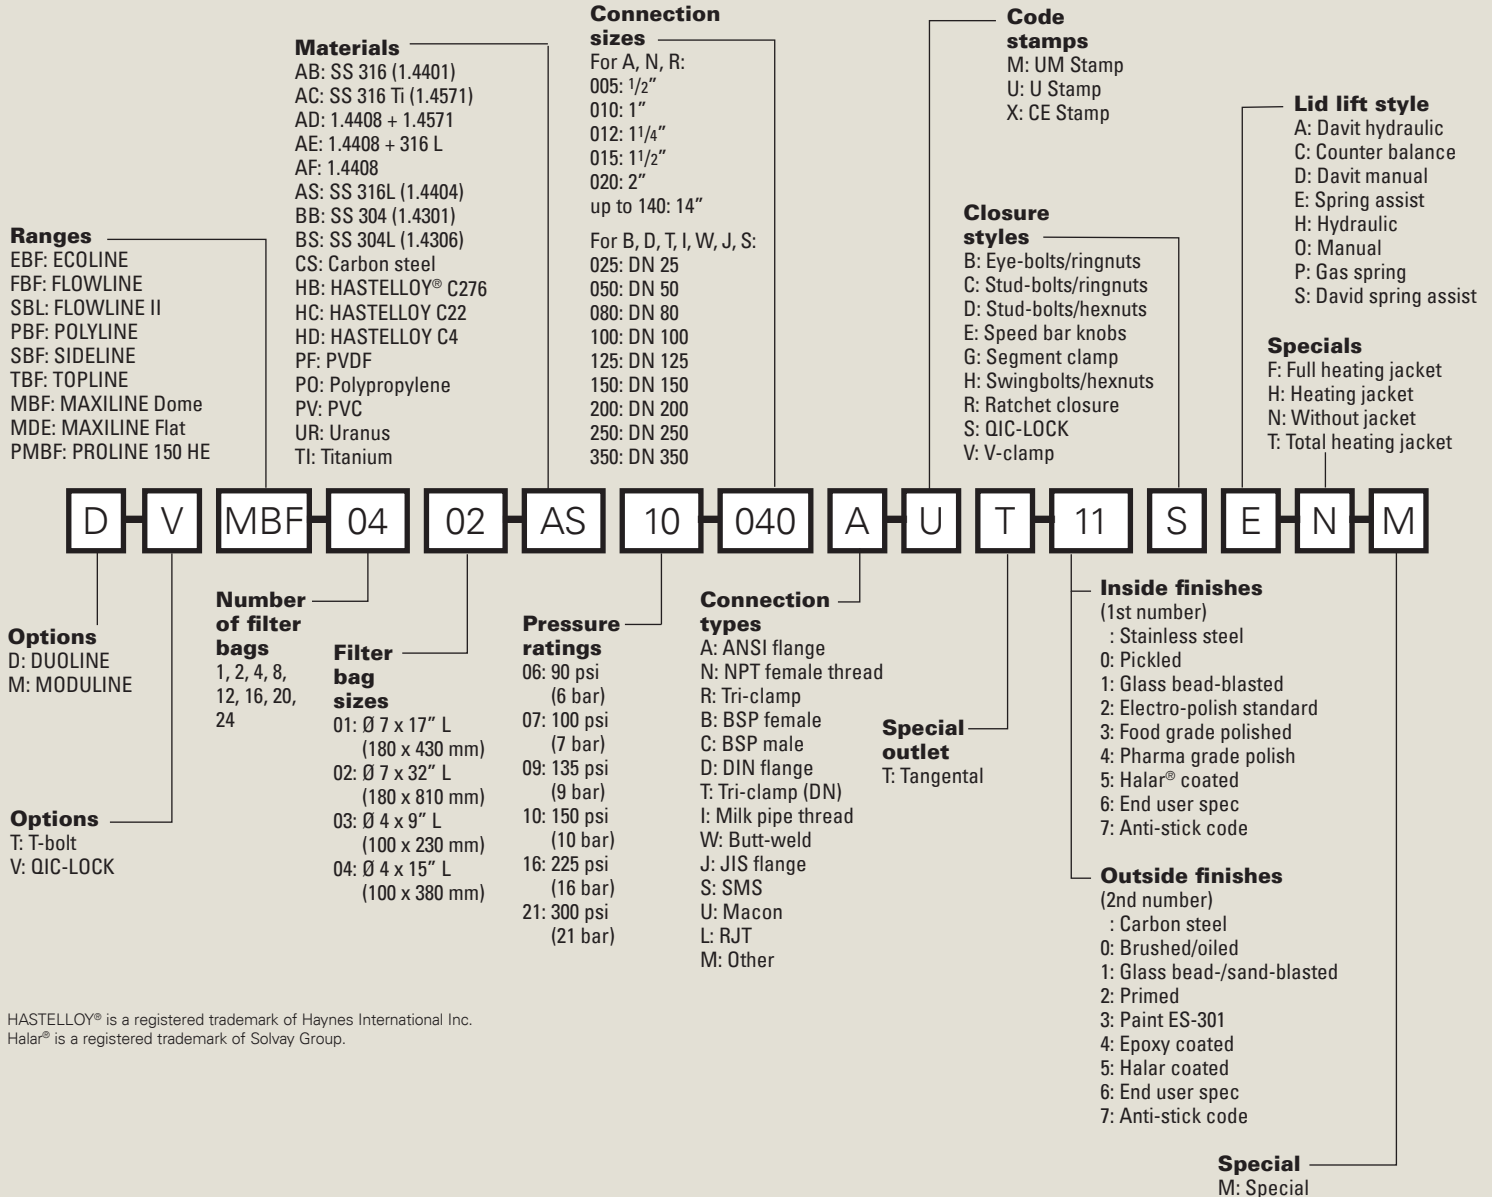 Connection
sizes
For A, N, R:
005: 1/2″
010: 1″
012: 11/4″
015: 11/2″
020: 2″
up to 140: 14″
For B, D, T, I, W, J, S:
025: DN 25
050: DN 50
080: DN 80
100: DN 100
125: DN 125
150: DN 150
200: DN 200
250: DN 250
350: DN 350
Code
stamps
M: UM Stamp
U: U Stamp
X: CE Stamp
Materials
AB: SS 316 (1.4401)
AC: SS 316 Ti (1.4571)
AD: 1.4408 + 1.4571
AE: 1.4408 + 316 L
AF: 1.4408
AS: SS 316L (1.4404)
BB: SS 304 (1.4301)
BS: SS 304L (1.4306)
CS: Carbon steel
HB: HASTELLOY® C276
HC: HASTELLOY C22
HD: HASTELLOY C4
PF: PVDF
PO: Polypropylene
PV: PVC
UR: Uranus
TI: Titanium
Lid lift style
A: Davit hydraulic
C: Counter balance
D: Davit manual
E: Spring assist
H: Hydraulic
O: Manual
P: Gas spring
S: David spring assist
Closure
styles
B: Eye-bolts/ringnuts
C: Stud-bolts/ringnuts
D: Stud-bolts/hexnuts
E: Speed bar knobs
G: Segment clamp
H: Swingbolts/hexnuts
R: Ratchet closure
S: QIC-LOCK
V: V-clamp
Ranges
EBF: ECOLINE
FBF: FLOWLINE
SBL: FLOWLINE II
PBF: POLYLINE
SBF: SIDELINE
TBF: TOPLINE
MBF: MAXILINE Dome
MDE: MAXILINE Flat
PMBF: PROLINE 150 HE
Specials
F: Full heating jacket
H: Heating jacket
N: Without jacket
T: Total heating jacket
D V MBF 04 02 AS 10 040 A U T 11 S E N M
Options
D: DUOLINE
M: MODULINE
Options
T: T-bolt
V: QIC-LOCK
Number
of filter
bags
1, 2, 4, 8,
12, 16, 20,
24
Filter
bag
sizes
01: Ø 7 x 17″ L
(180 x 430 mm)
02: Ø 7 x 32″ L
(180 x 810 mm)
03: Ø 4 x 9″ L
(100 x 230 mm)
04: Ø 4 x 15″ L
(100 x 380 mm)
Pressure
ratings
06: 90 psi
(6 bar)
07: 100 psi
(7 bar)
09: 135 psi
(9 bar)
10: 150 psi
(10 bar)
16: 225 psi
(16 bar)
21: 300 psi
(21 bar)
Connection
types
A: ANSI flange
N: NPT female thread
R: Tri-clamp
B: BSP female
C: BSP male
D: DIN flange
T: Tri-clamp (DN)
I: Milk pipe thread
W: Butt-weld
J: JIS flange
S: SMS
U: Macon
L: RJT
M: Other
Special
outlet
T: Tangental
Inside finishes
(1st number)
: Stainless steel
0: Pickled
1: Glass bead-blasted
2: Electro-polish standard
3: Food grade polished
4: Pharma grade polish
5: Halar® coated
6: End user spec
7: Anti-stick code
Outside finishes
(2nd number)
: Carbon steel
0: Brushed/oiled
1: Glass bead-/sand-blasted
2: Primed
3: Paint ES-301
4: Epoxy coated
5: Halar coated
6: End user spec
7: Anti-stick code
Special
M: Special
HASTELLOY® is a registered trademark of Haynes International Inc.
Halar® is a registered trademark of Solvay Group.